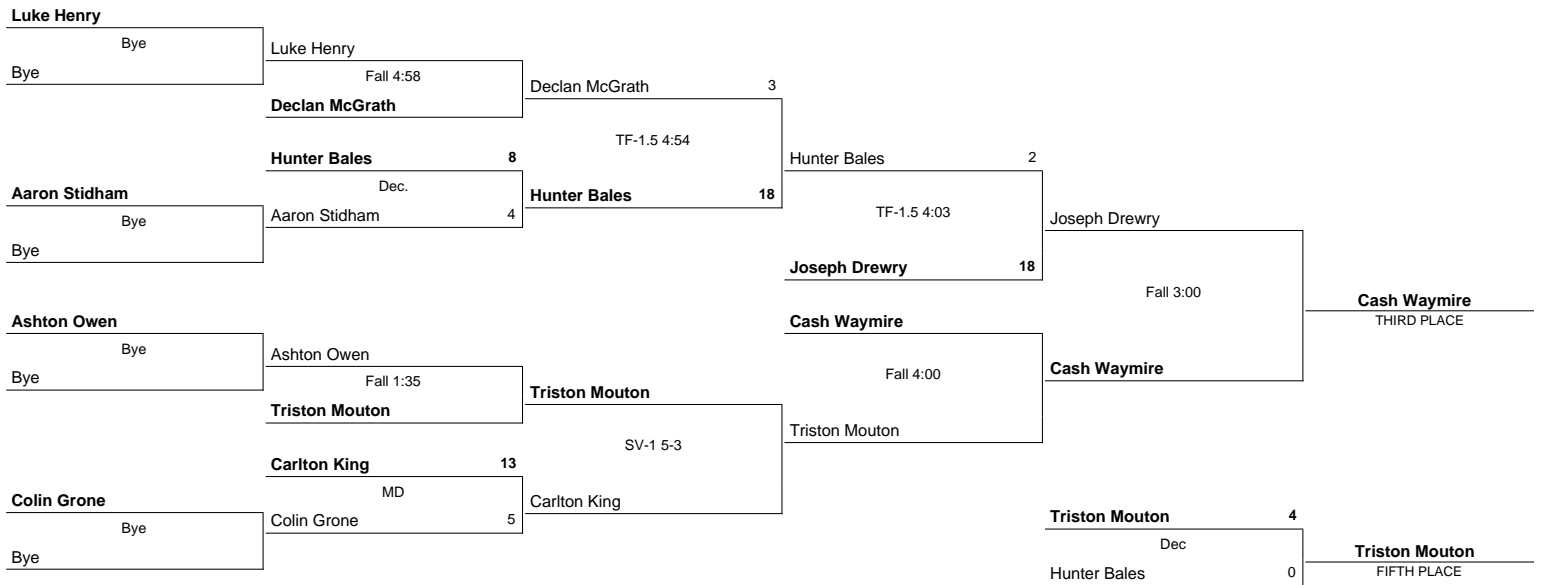 Luke Henry
Bye
Bye
Luke Henry
Fall 4:58
Declan McGrath
Declan McGrath 3
TF-1.5 4:54
Hunter Bales 18
Hunter Bales 8
Dec.
Aaron Stidham 4
Aaron Stidham
Bye
Bye
Hunter Bales 2
TF-1.5 4:03
Joseph Drewry 18
Joseph Drewry
Fall 3:00
Cash Waymire
Cash Waymire
THIRD PLACE
Ashton Owen
Bye
Bye
Ashton Owen
Fall 1:35
Triston Mouton
Triston Mouton
SV-1 5-3
Carlton King
Carlton King 13
MD
Colin Grone 5
Colin Grone
Bye
Bye
Cash Waymire
Fall 4:00
Triston Mouton
Triston Mouton 4
Dec
Hunter Bales 0
Triston Mouton
FIFTH PLACE